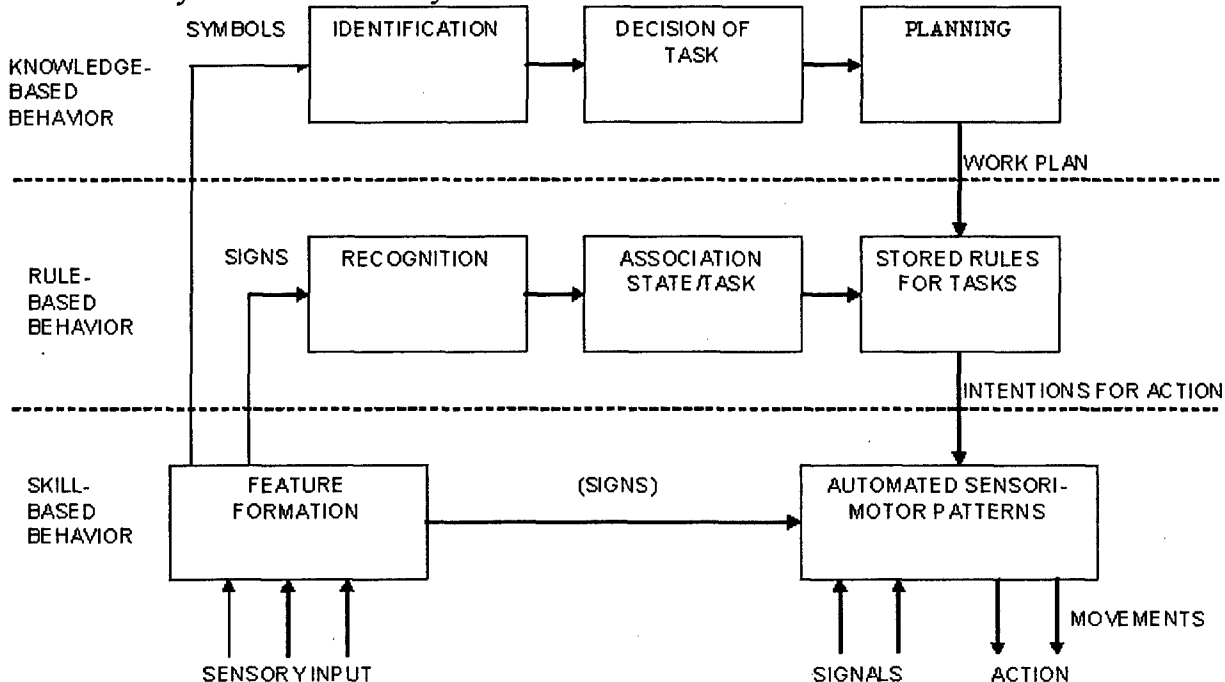 SYMBOLS
IDENTIFICATION
DECISION OF
TASK
PLANNING
KNOWLEDGE-
BASED
BEHAVIOR
WORK PLAN
SIGNS
RECOGNITION
ASSOCIATION
STATE/TASK
STORED RULES
FOR TASKS
RULE-
BASED
BEHAVIOR
INTENTIONS FOR ACTION
SKILL-
BASED
BEHAVIOR
FEATURE
FORMATION
(SIGNS)
AUTOMATED SENSORI-
MOTOR PATTERNS
MOVEMENTS
SENSORY INPUT
SIGNALS
ACTION